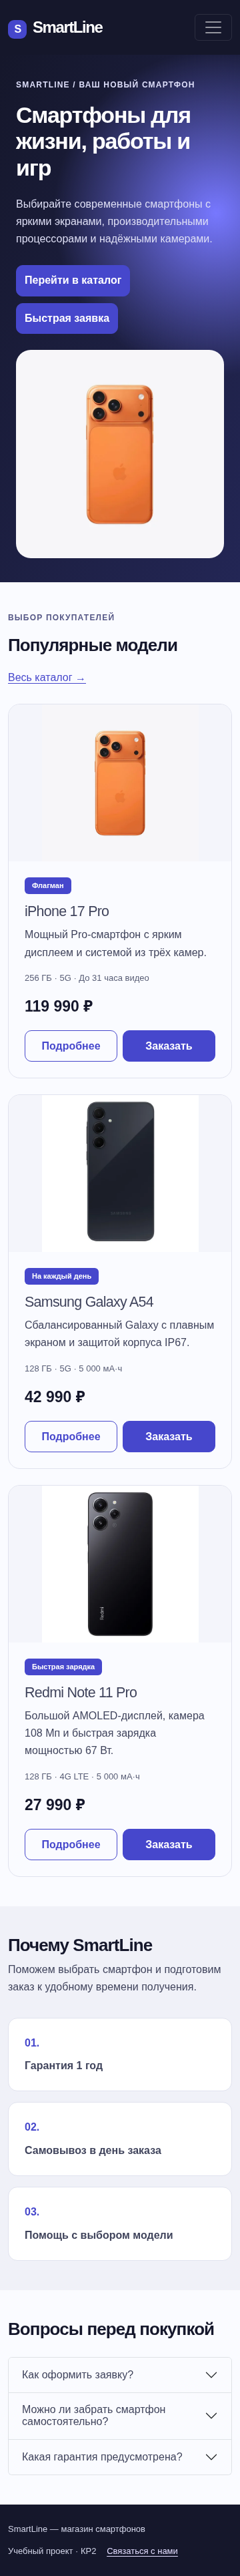 S SmartLine
SMARTLINE / ВАШ НОВЫЙ СМАРТФОН
Смартфоны для
жизни, работы и
игр
Выбирайте современные смартфоны с
яркими экранами, производительными
процессорами и надёжными камерами.
Перейти в каталог
Быстрая заявка
ВЫБОР ПОКУПАТЕЛЕЙ
Популярные модели
Весь каталог →
Флагман
iPhone 17 Pro
Мощный Pro-смартфон с ярким
дисплеем и системой из трёх камер.
256 ГБ · 5G · До 31 часа видео
119 990 ₽
Подробнее Заказать
SAMSUNG
На каждый день
Samsung Galaxy A54
Сбалансированный Galaxy с плавным
экраном и защитой корпуса IP67.
128 ГБ · 5G · 5 000 мА·ч
42 990 ₽
Подробнее Заказать
Redmi
Быстрая зарядка
Redmi Note 11 Pro
Большой AMOLED-дисплей, камера
108 Мп и быстрая зарядка
мощностью 67 Вт.
128 ГБ · 4G LTE · 5 000 мА·ч
27 990 ₽
Подробнее Заказать
Почему SmartLine
Поможем выбрать смартфон и подготовим
заказ к удобному времени получения.
01.
Гарантия 1 год
02.
Самовывоз в день заказа
03.
Помощь с выбором модели
Вопросы перед покупкой
Как оформить заявку?
Можно ли забрать смартфон
самостоятельно?
Какая гарантия предусмотрена?
SmartLine — магазин смартфонов
Учебный проект · КР2 Связаться с нами